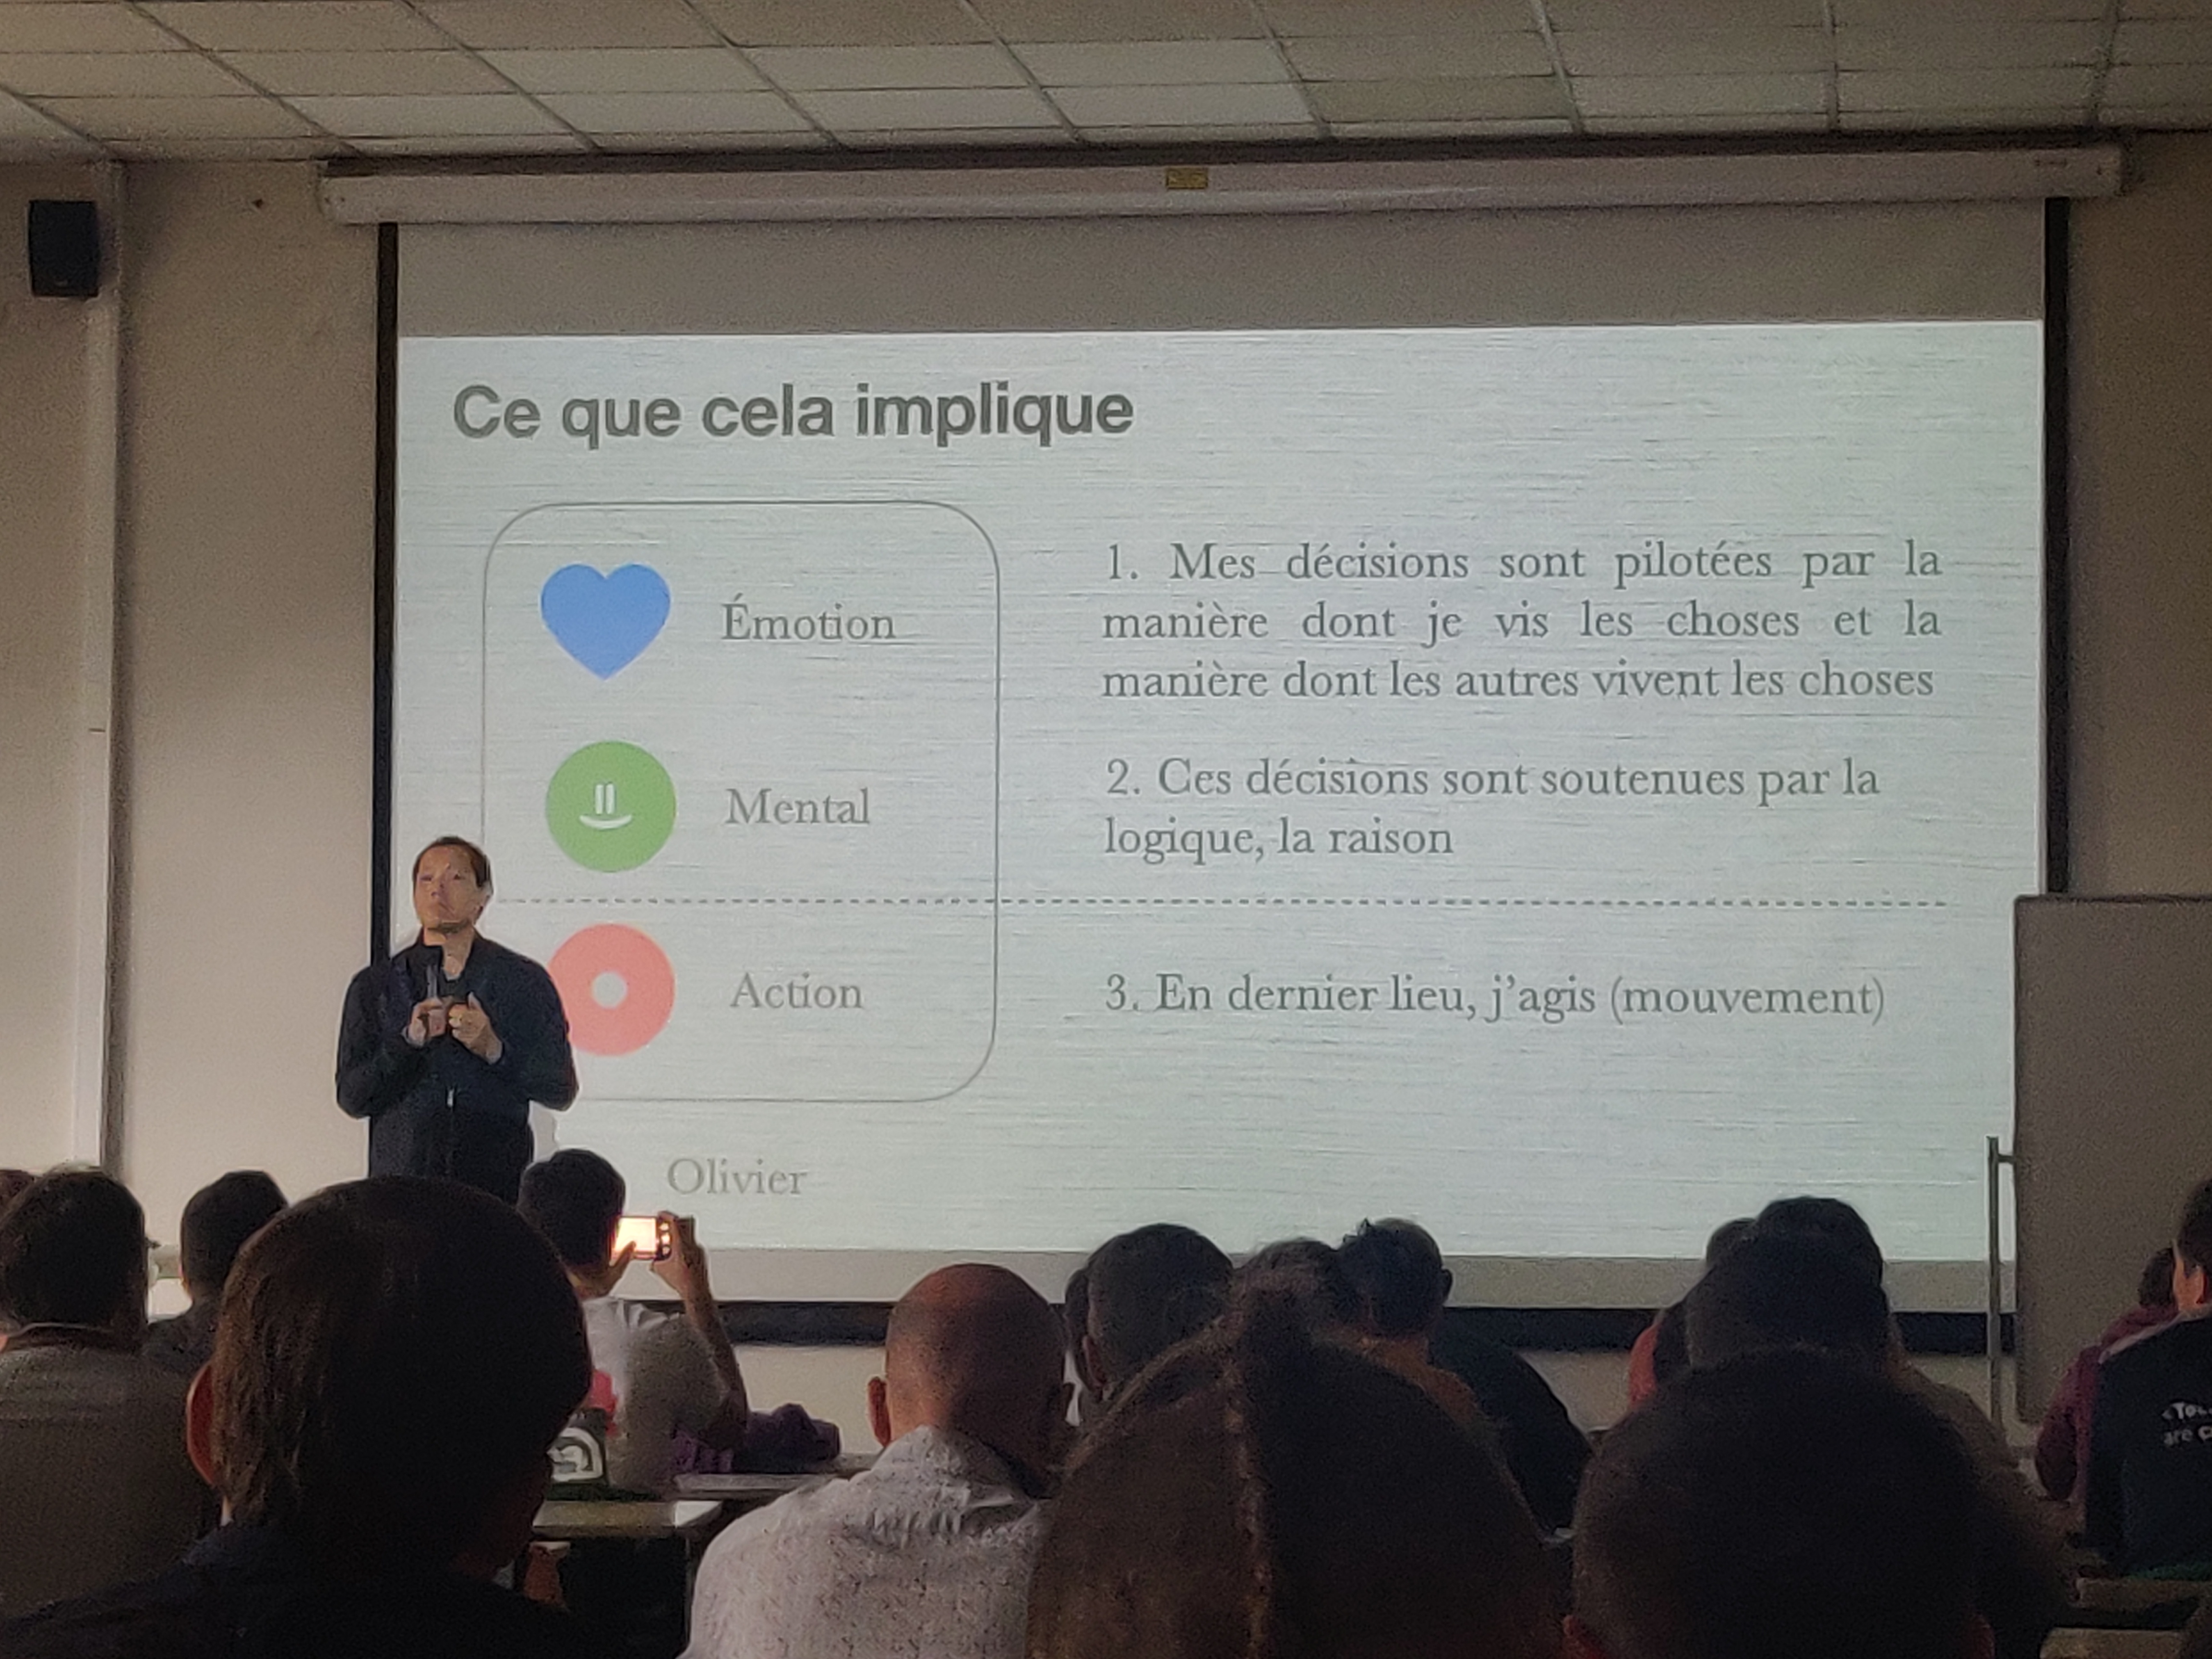 Ce que cela implique
Émotion
1. Mes décisions sont pilotées par la
manière dont je vis les choses et la
manière dont les autres vivent les choses
Mental
2. Ces décisions sont soutenues par la
logique, la raison
Action
3. En dernier lieu, j’agis (mouvement)
Olivier
are